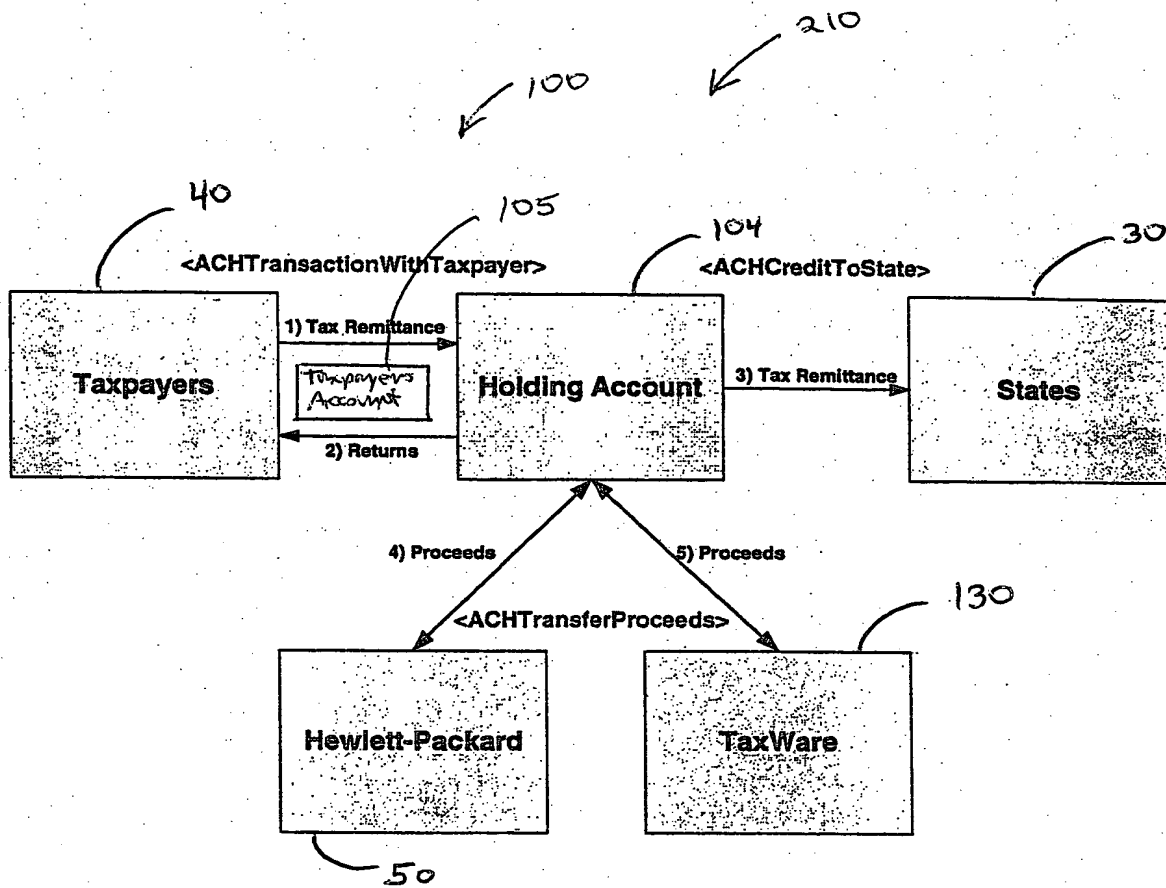 210
100
40
105
104
30
<ACHTransactionWithTaxpayer>
<ACHCreditToState>
1) Tax Remittance
Taxpayers
Taxpayers
Account
Holding Account
3) Tax Remittance
States
2) Returns
4) Proceeds
5) Proceeds
<ACHTransferProceeds>
130
Hewlett-Packard
TaxWare
50